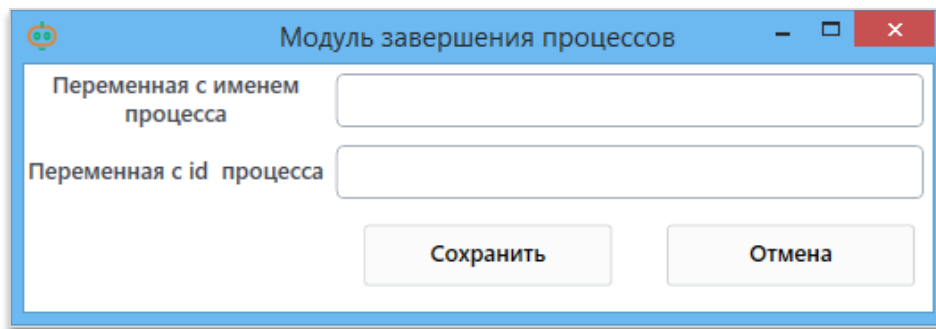 Модуль завершения процессов
Переменная с именем
процесса
Переменная с id процесса
Сохранить
Отмена